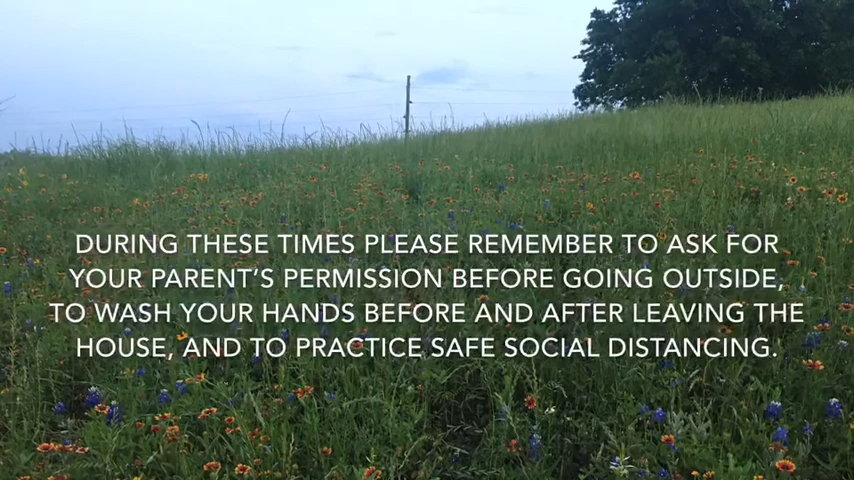 DURING THESE TIMES PLEASE REMEMBER TO ASK FOR
YOUR PARENT'S PERMISSION BEFORE GOING OUTSIDE,
TO WASH YOUR HANDS BEFORE AND AFTER LEAVING THE
HOUSE, AND TO PRACTICE SAFE SOCIAL DISTANCING.